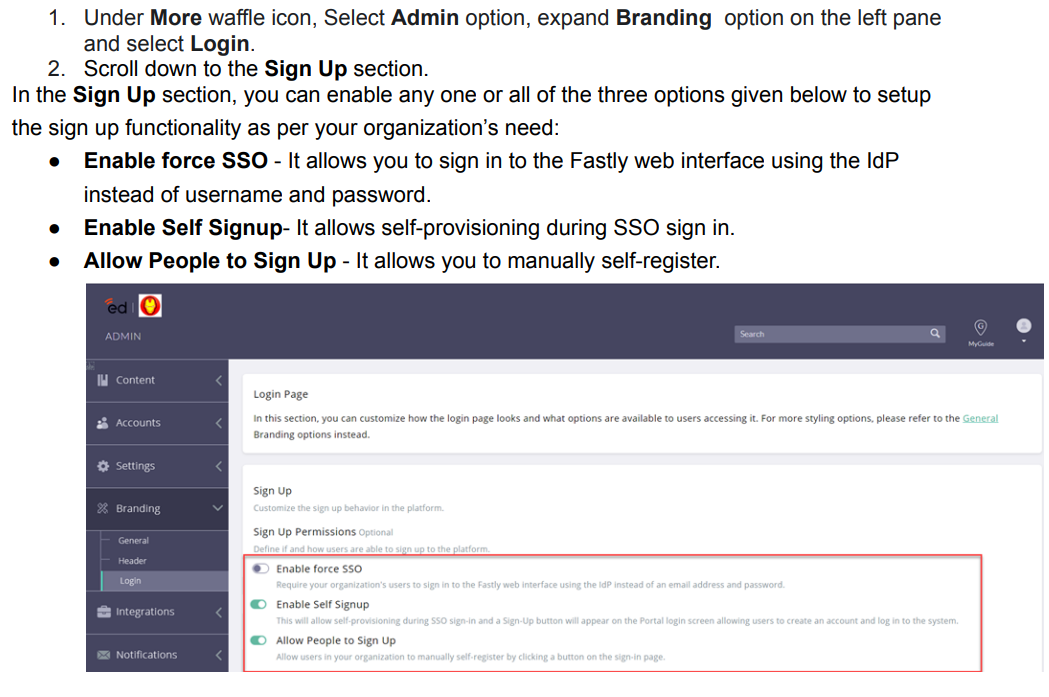 1. Under More waffle icon, Select Admin option, expand Branding option on the left pane
and select Login.
2. Scroll down to the Sign Up section.
In the Sign Up section, you can enable any one or all of the three options given below to setup
the sign up functionality as per your organization's need:
● Enable force SSO - It allows you to sign in to the Fastly web interface using the IdP
instead of username and password.
● Enable Self Signup- It allows self-provisioning during SSO sign in.
● Allow People to Sign Up - It allows you to manually self-register.
ed
ADMIN
Search
MyGuide
Content
Accounts
Settings
Branding
General
Header
Login
Integrations
Notifications
Login Page
In this section, you can customize how the login page looks and what options are available to users accessing it. For more styling options, please refer to the General
Branding options instead.
Sign Up
Customize the sign up behavior in the platform.
Sign Up Permissions Optional
Define if and how users are able to sign up to the platform.
Enable force SSO
Require your organization's users to sign in to the Fastly web interface using the IdP instead of an email address and password.
Enable Self Signup
This will allow self-provisioning during SSO sign-in and a Sign-Up button will appear on the Portal login screen allowing users to create an account and log in to the system.
Allow People to Sign Up
Allow users in your organization to manually self-register by clicking a button on the sign-in page.